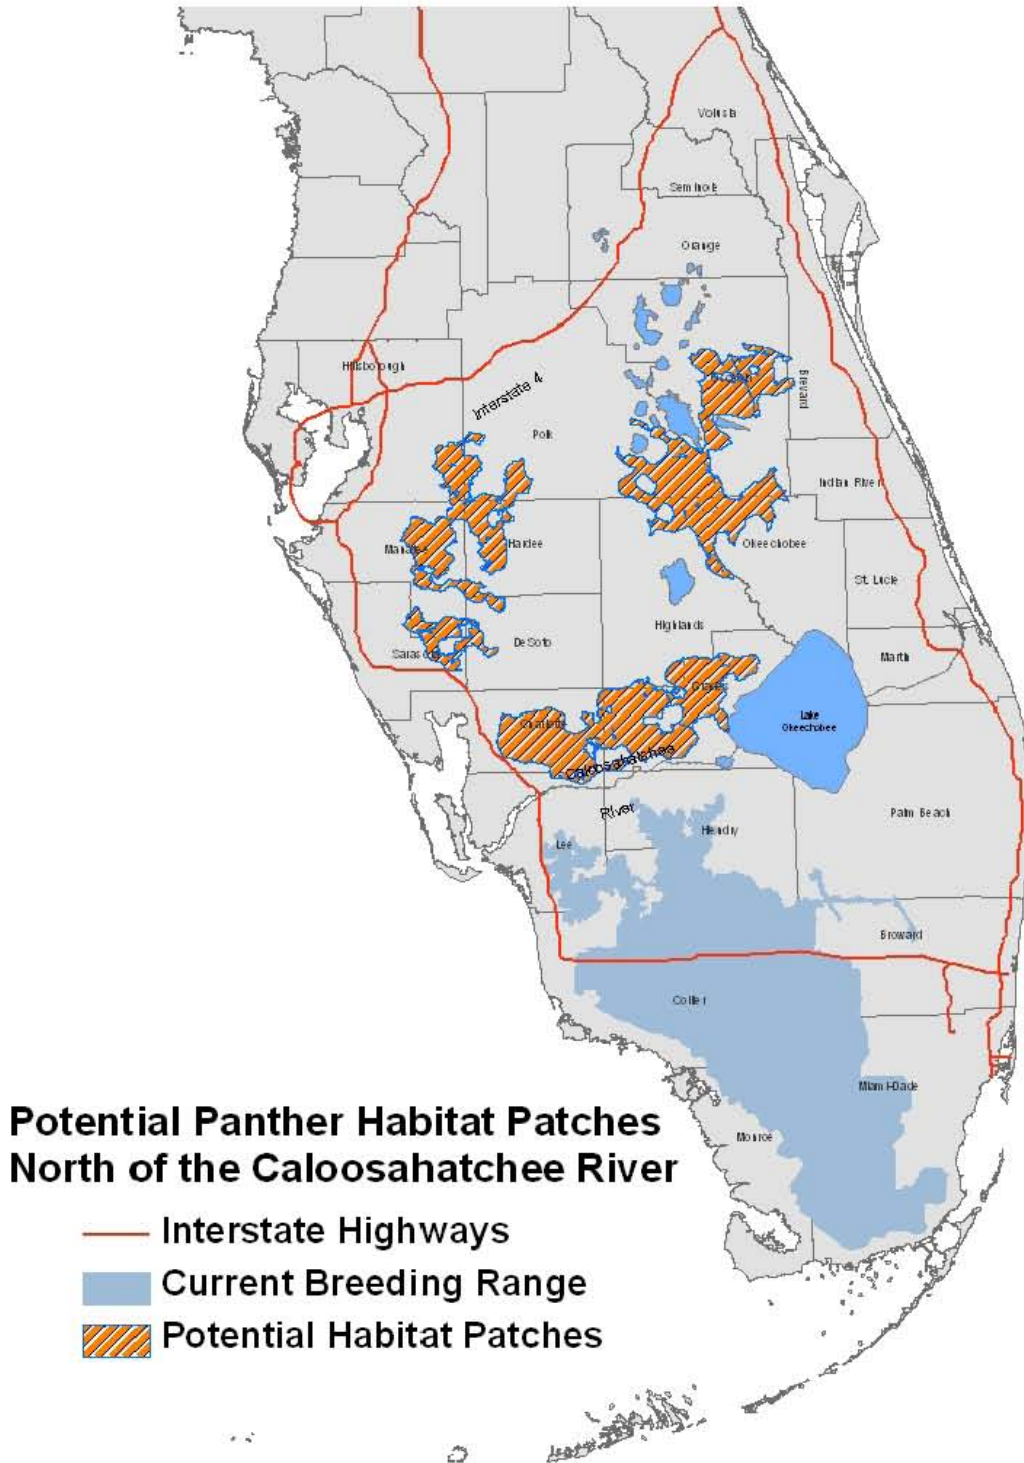 Volusia
Seminole
Orange
Hillsborough
Brevard
Interstate 4
Polk
Indian River
Manatee
Hardee
Okeechobee
St. Lucie
Highlands
DeSoto
Sarasota
Martin
Glades
Charlotte
Lake
Okeechobee
Caloosahatchee
River
Palm Beach
Hendry
Lee
Broward
Collier
Miami-Dade
Monroe
Potential Panther Habitat Patches
North of the Caloosahatchee River
Interstate Highways
Current Breeding Range
Potential Habitat Patches